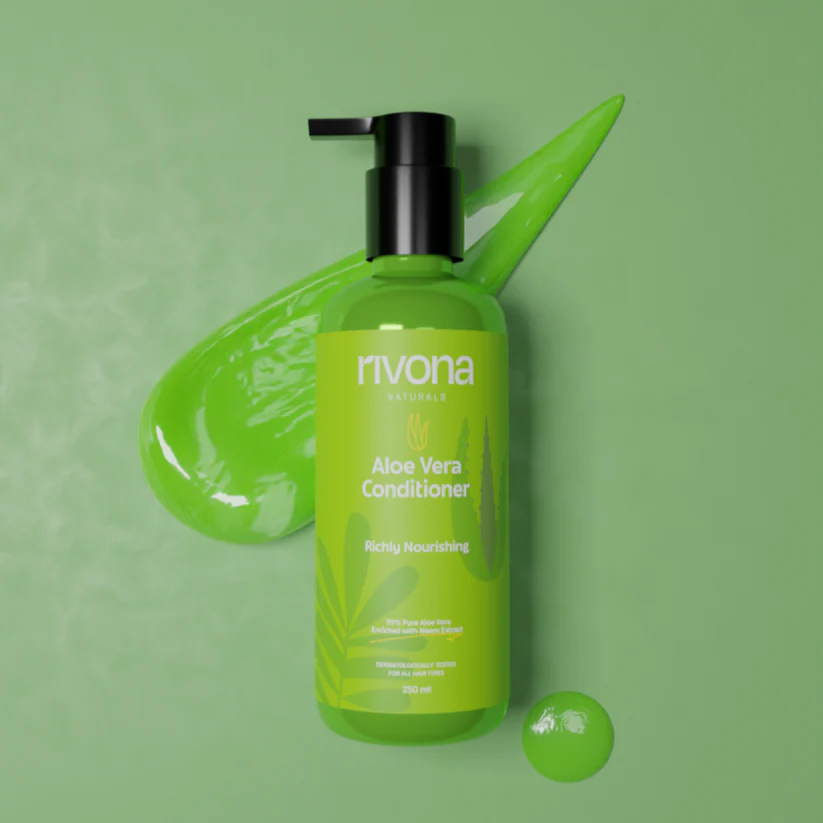 rivona
NATURALS
Aloe Vera
Conditioner
Richly Nourishing
99% Pure Aloe Vera
Enriched with Neem Extract
DERMATOLOGICALLY TESTED
FOR ALL HAIR TYPES
250 ml